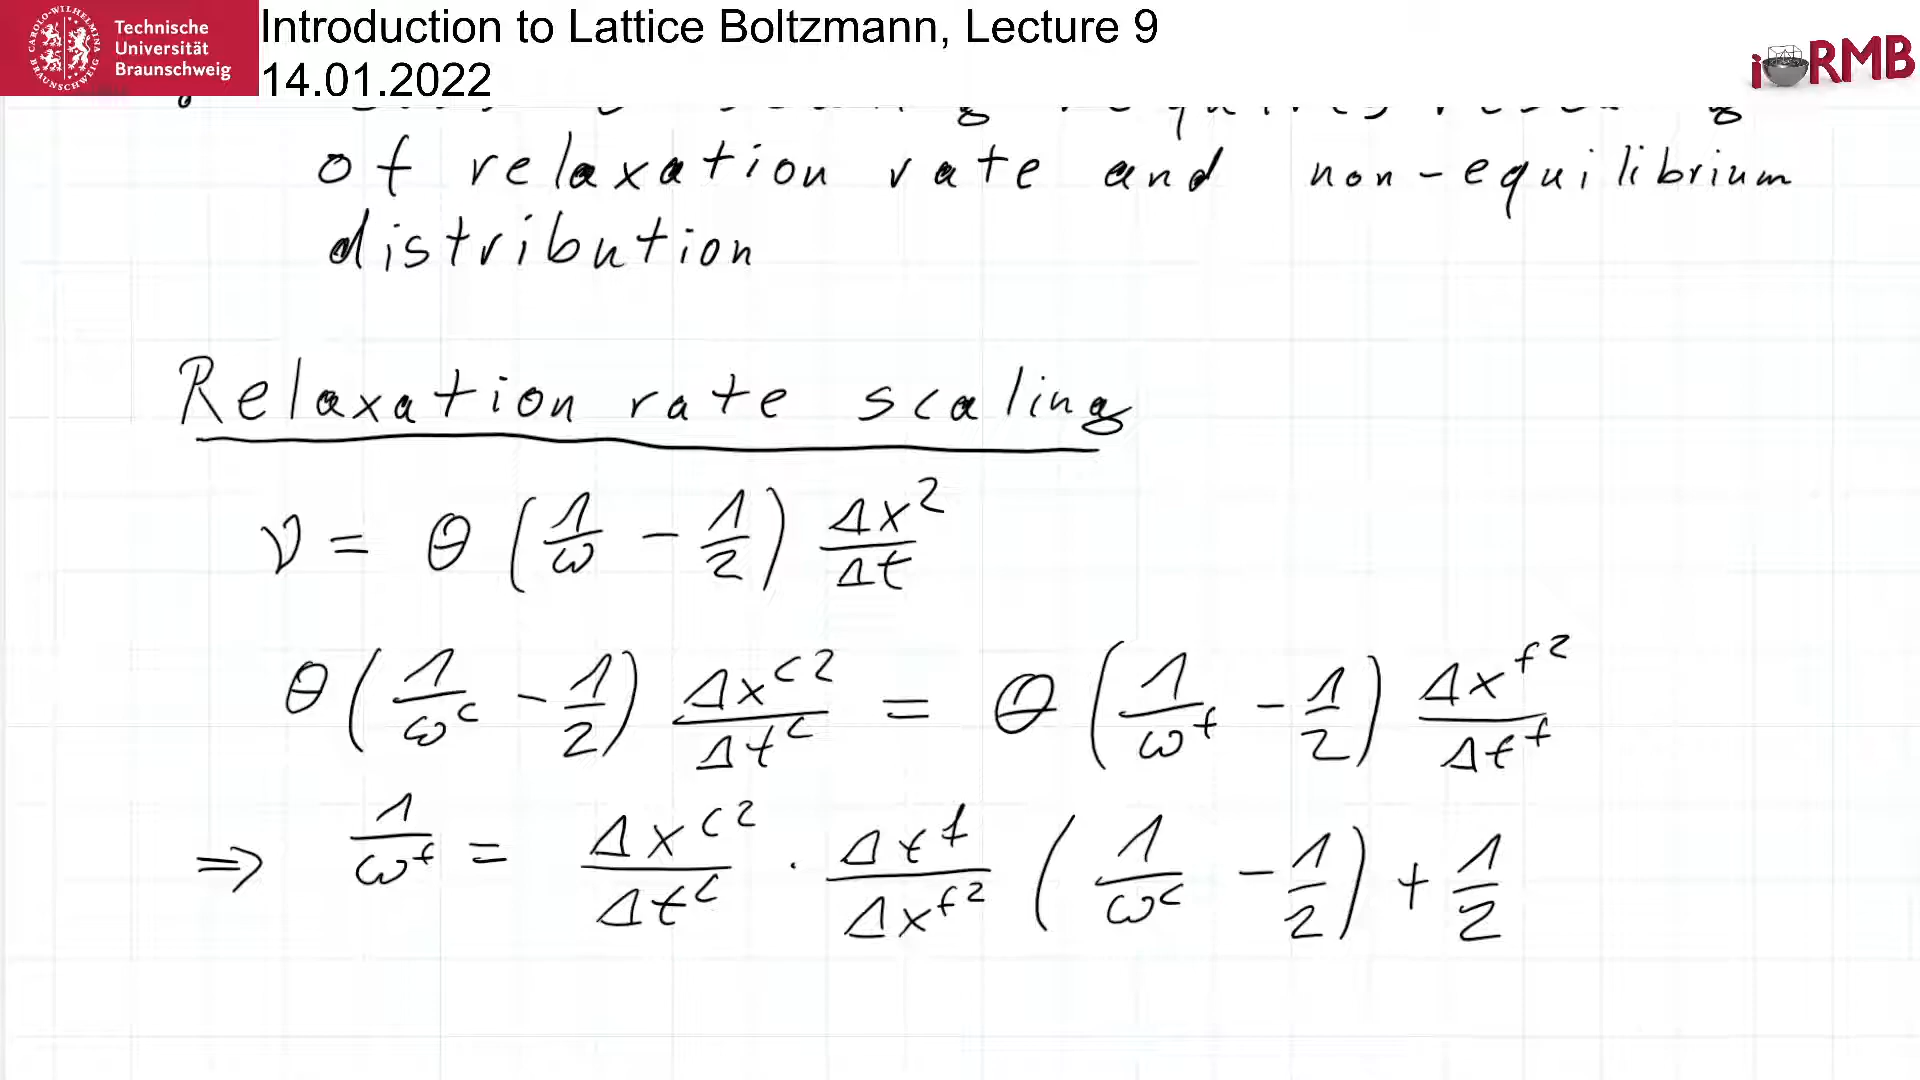 Technische
Universität
Braunschweig
Introduction to Lattice Boltzmann, Lecture 9
14.01.2022
iRMB
of relaxation rate and non-equilibrium
distribution
Relaxation rate scaling
ν = θ (1/ω − 1/2) Δx²/Δt
θ (1/ω^c − 1/2) Δx^c²/Δt^c = θ (1/ω^f − 1/2) Δx^f²/Δt^f
⇒ 1/ω^f = Δx^c²/Δt^c · Δt^f/Δx^f² (1/ω^c − 1/2) + 1/2